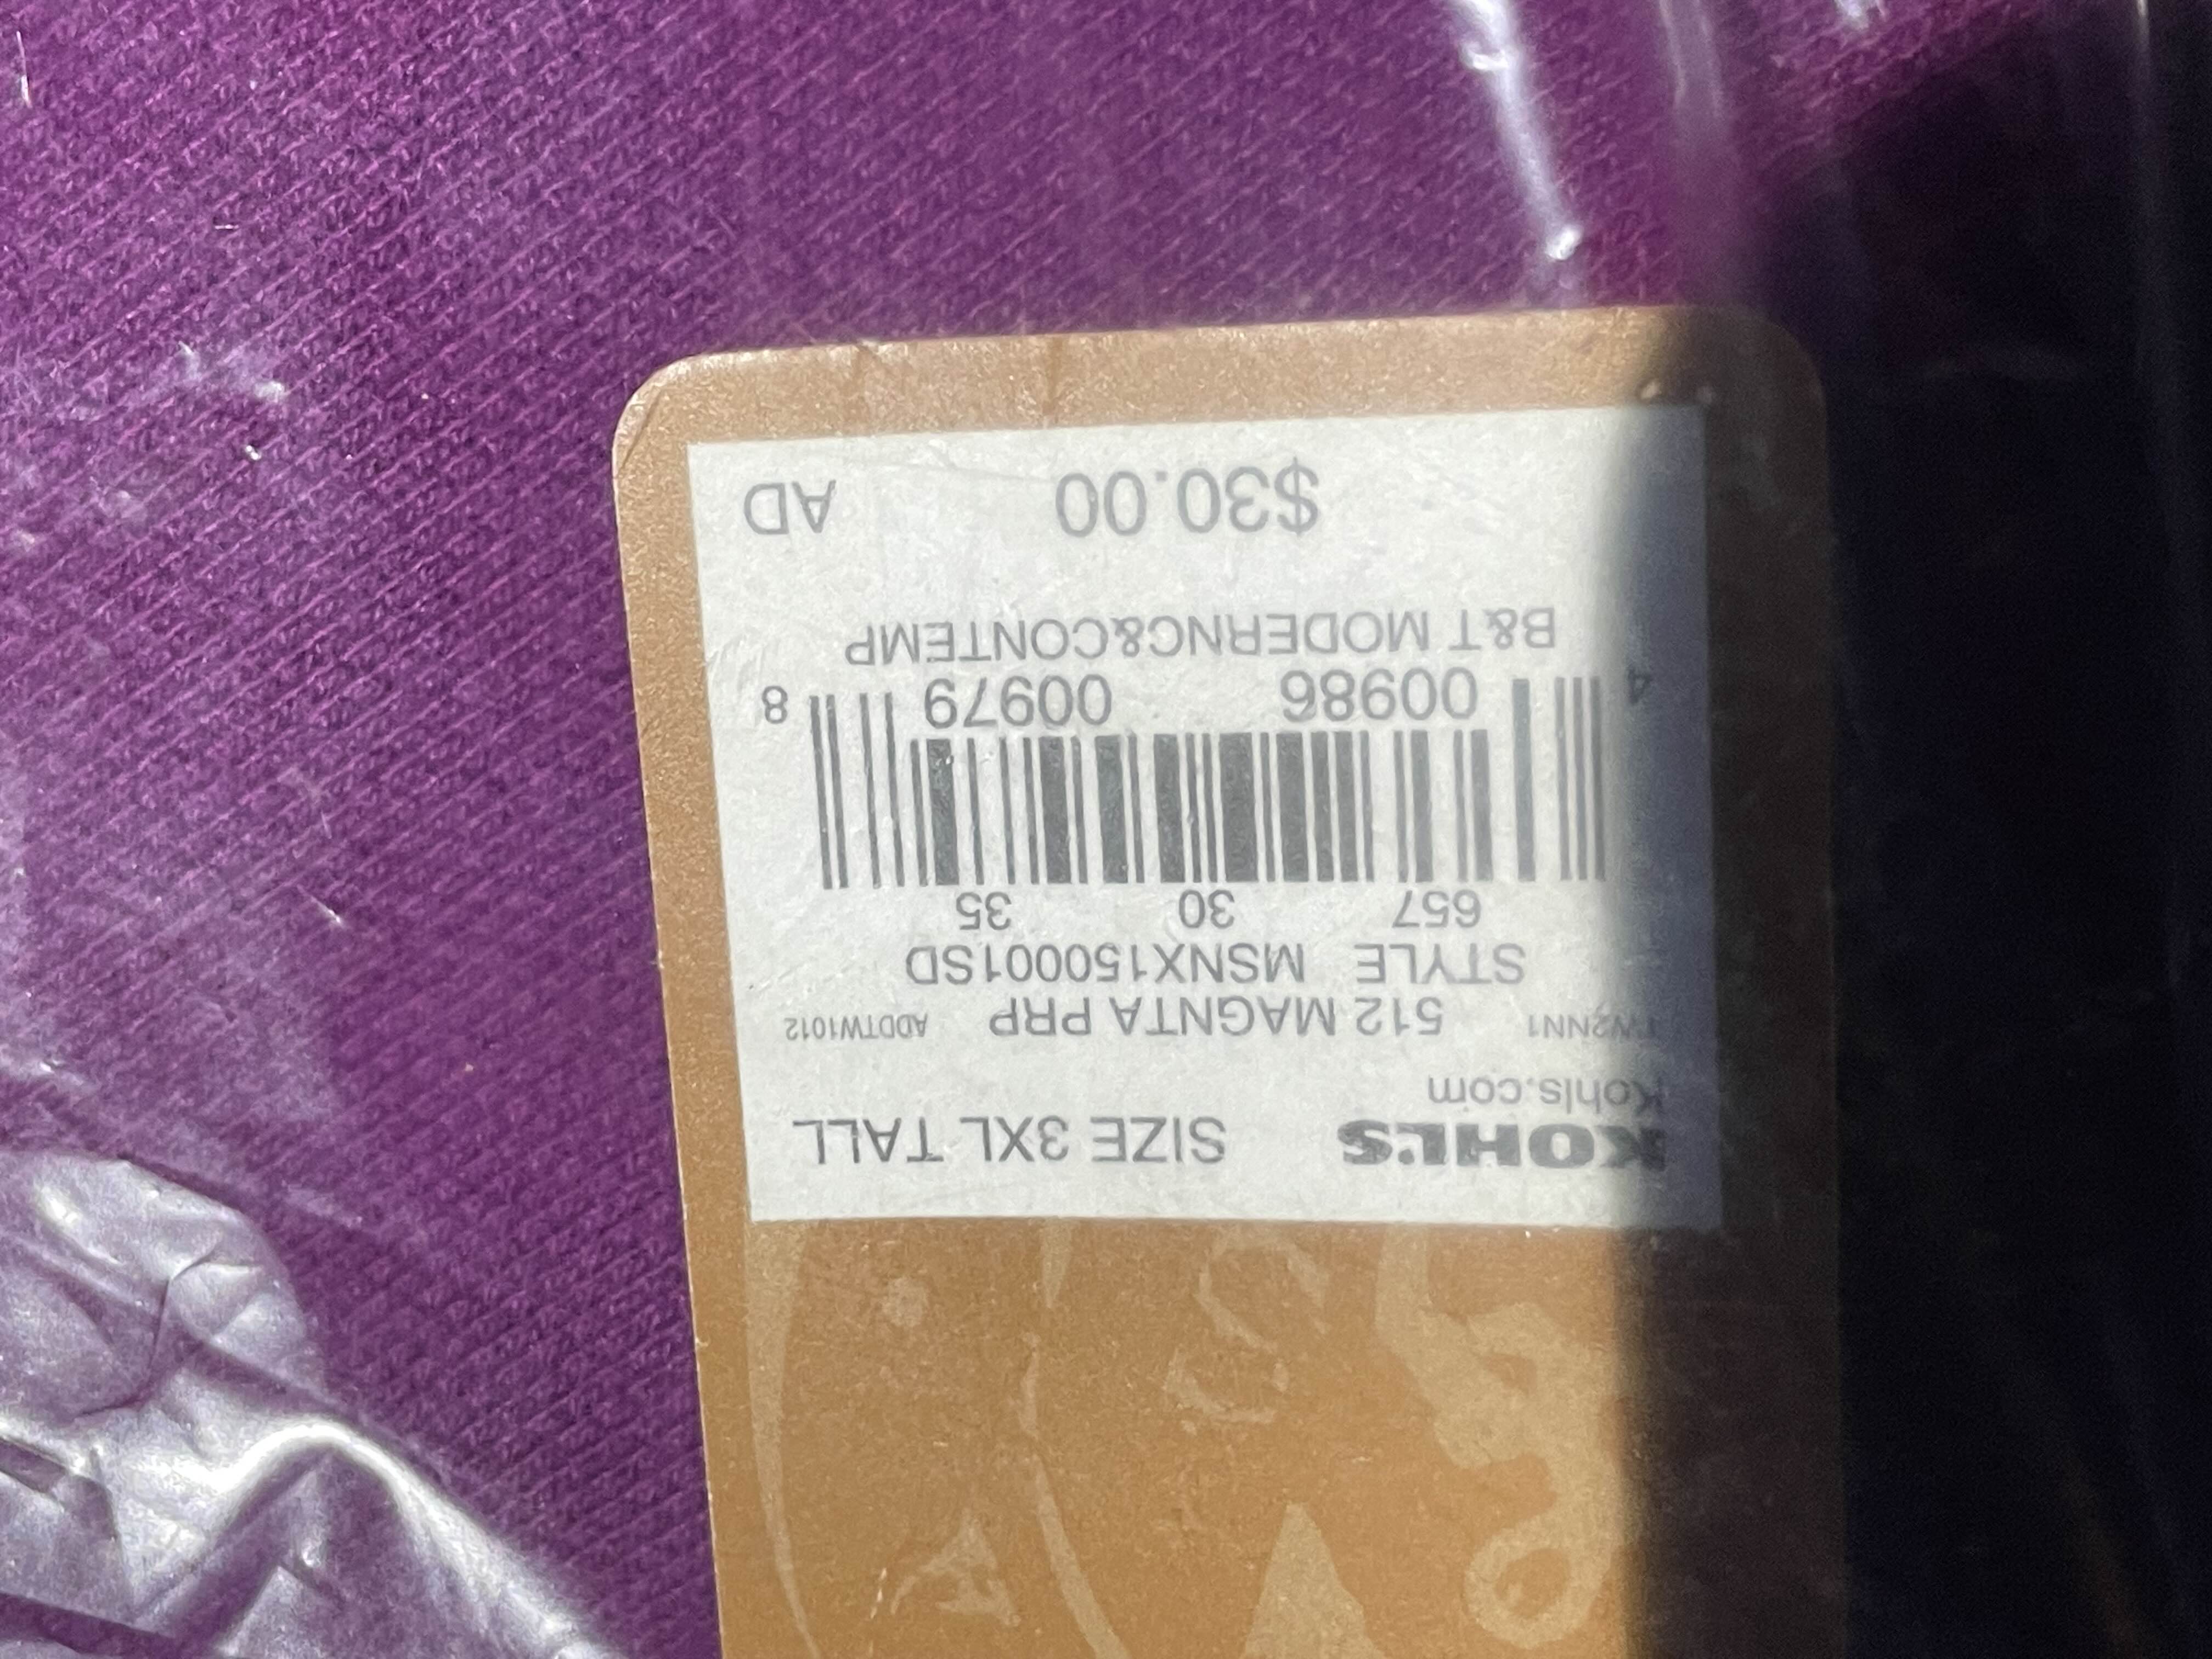 KOHL'S SIZE 3XL TALL
Kohls.com
TW2NN1 512 MAGNTA PRP ADDTW1012
STYLE MSNX150001SD
657 30 35
4 00986 00979 8
B&T MODERNC&CONTEMP
$30.00 AD